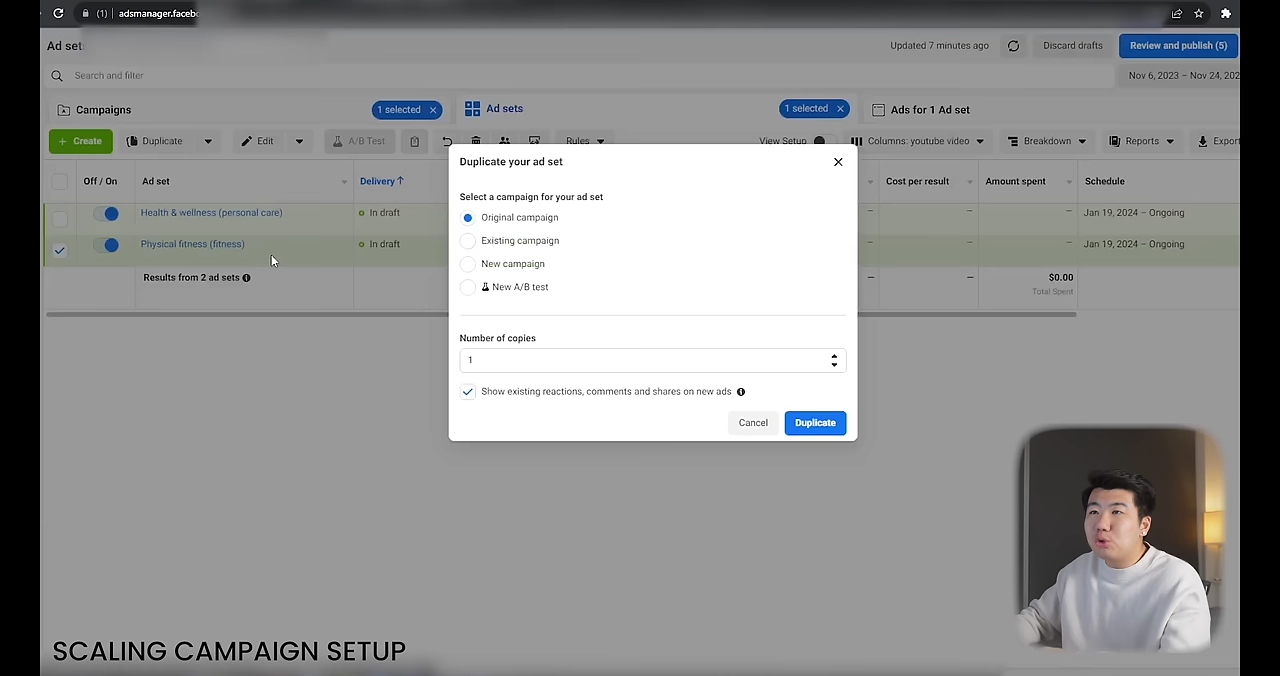 (1) adsmanager.facebo
Ad set
Updated 7 minutes ago
Discard drafts
Review and publish (5)
Search and filter
Nov 6, 2023 – Nov 24, 202
Campaigns
1 selected
Ad sets
1 selected
Ads for 1 Ad set
Create
Duplicate
Edit
A/B Test
Rules
View Setup
Columns: youtube video
Breakdown
Reports
Export
Off / On
Ad set
Delivery
Cost per result
Amount spent
Schedule
Health & wellness (personal care)
In draft
–
–
–
Jan 19, 2024 – Ongoing
Physical fitness (fitness)
In draft
–
–
–
Jan 19, 2024 – Ongoing
Results from 2 ad sets
–
–
$0.00
Total Spent
Duplicate your ad set
Select a campaign for your ad set
Original campaign
Existing campaign
New campaign
New A/B test
Number of copies
1
Show existing reactions, comments and shares on new ads
Cancel
Duplicate
SCALING CAMPAIGN SETUP